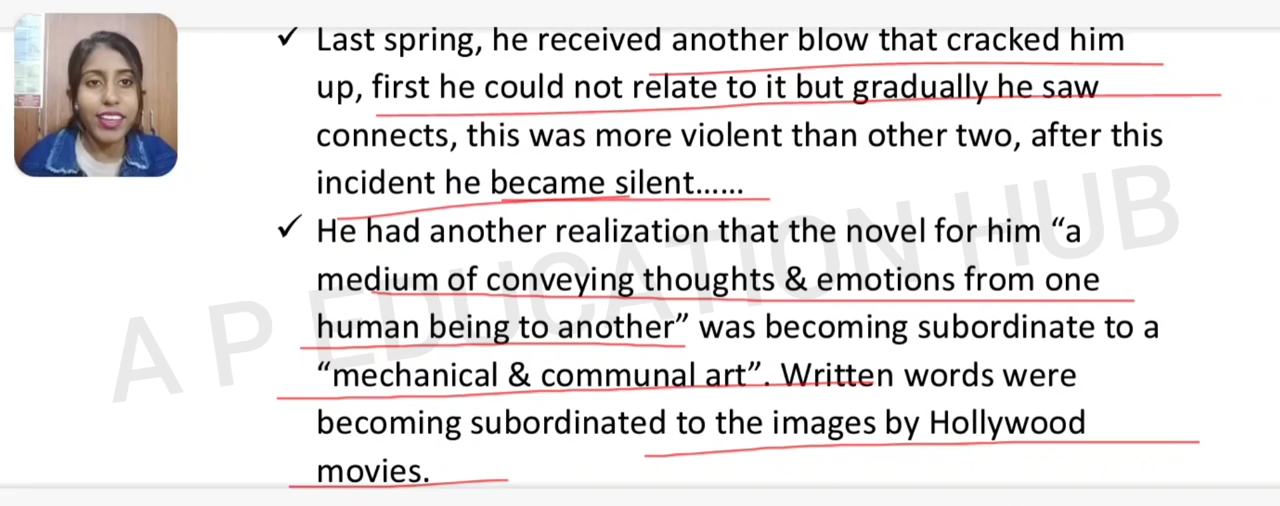 ✓ Last spring, he received another blow that cracked him
up, first he could not relate to it but gradually he saw
connects, this was more violent than other two, after this
incident he became silent......
✓ He had another realization that the novel for him “a
medium of conveying thoughts & emotions from one
human being to another” was becoming subordinate to a
“mechanical & communal art”. Written words were
becoming subordinated to the images by Hollywood
movies.
A P EDUCATION HUB